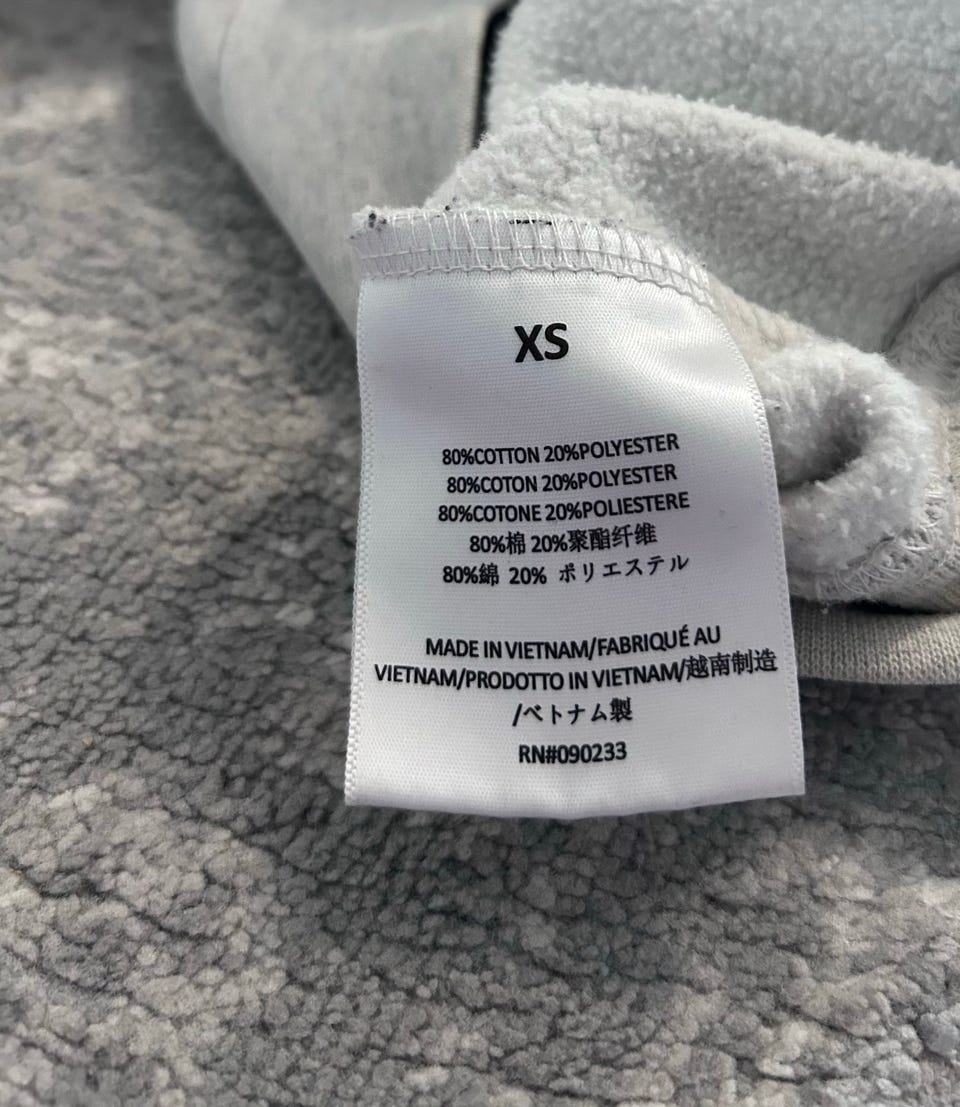 XS
80%COTTON 20%POLYESTER
80%COTON 20%POLYESTER
80%COTONE 20%POLIESTERE
80%棉 20%聚酯纤维
80%綿 20% ポリエステル
MADE IN VIETNAM/FABRIQUÉ AU
VIETNAM/PRODOTTO IN VIETNAM/越南制造
/ベトナム製
RN#090233